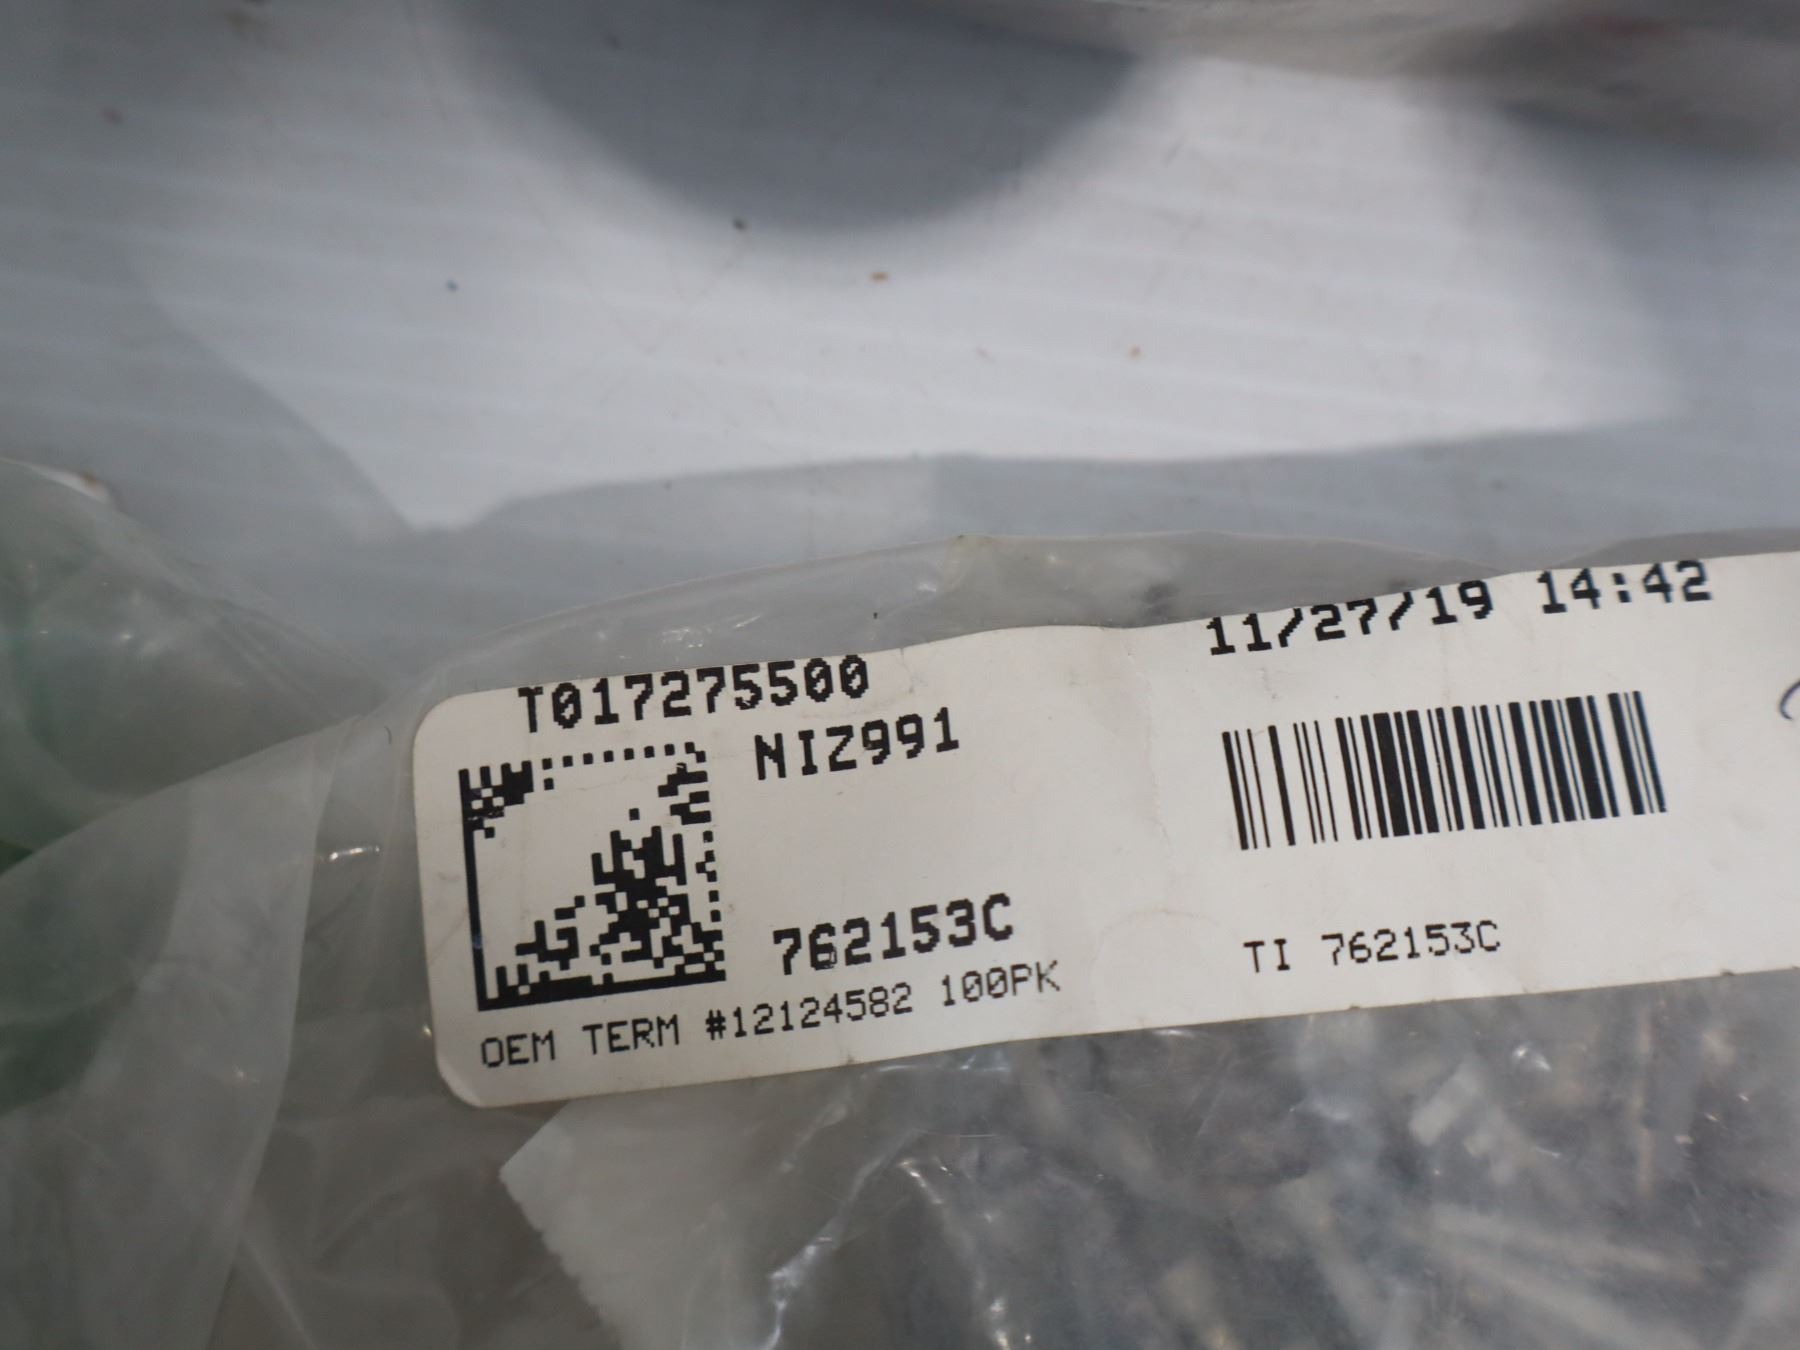 T017275500
11/27/19 14:42
NIZ991
762153C
TI 762153C
OEM TERM #12124582 100PK